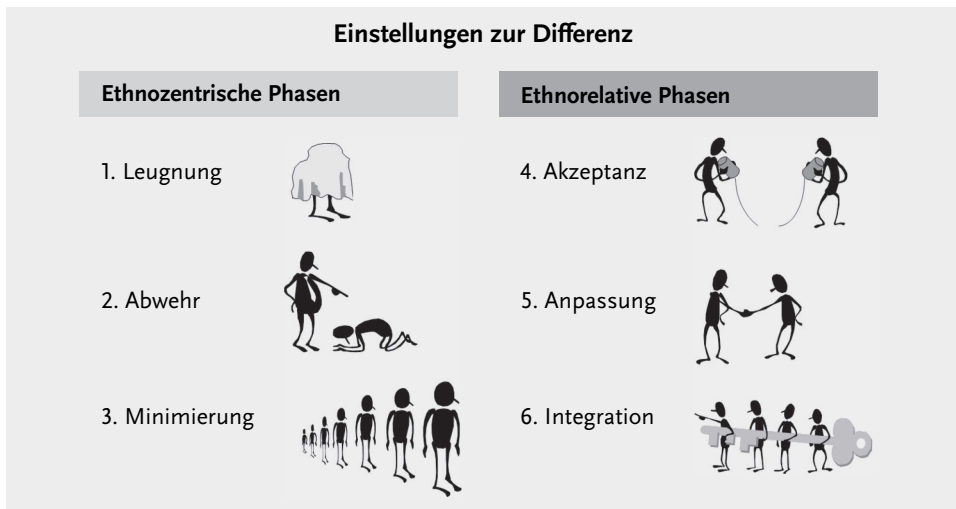 Einstellungen zur Differenz
Ethnozentrische Phasen
1. Leugnung
2. Abwehr
3. Minimierung
Ethnorelative Phasen
4. Akzeptanz
5. Anpassung
6. Integration